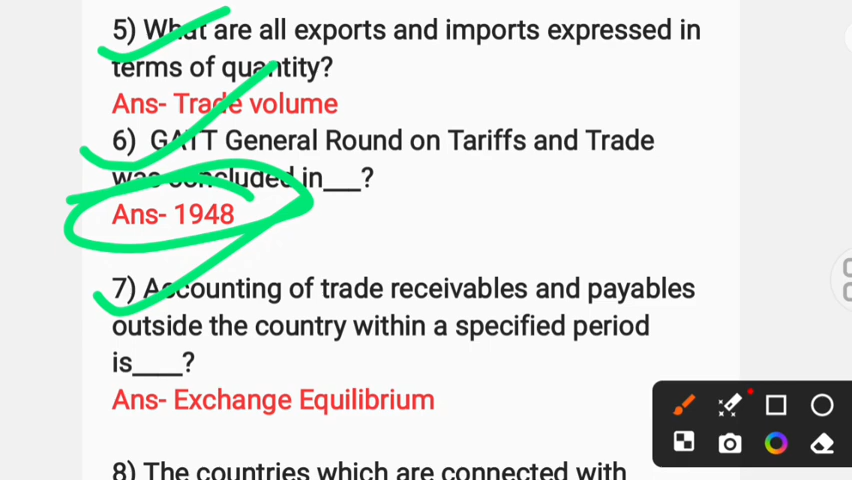 5) What are all exports and imports expressed in
terms of quantity?
Ans- Trade volume
6) GATT General Round on Tariffs and Trade
was concluded in___?
Ans- 1948
7) Accounting of trade receivables and payables
outside the country within a specified period
is____?
Ans- Exchange Equilibrium
8) The countries which are connected with